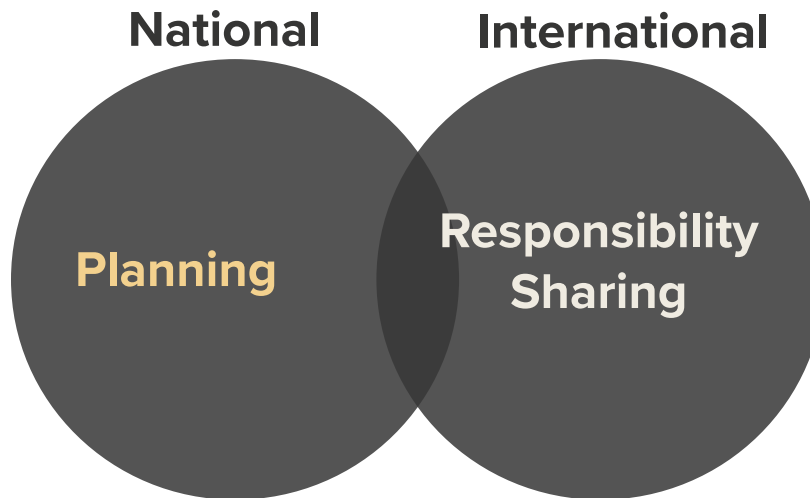 National
International
Planning
Responsibility
Sharing